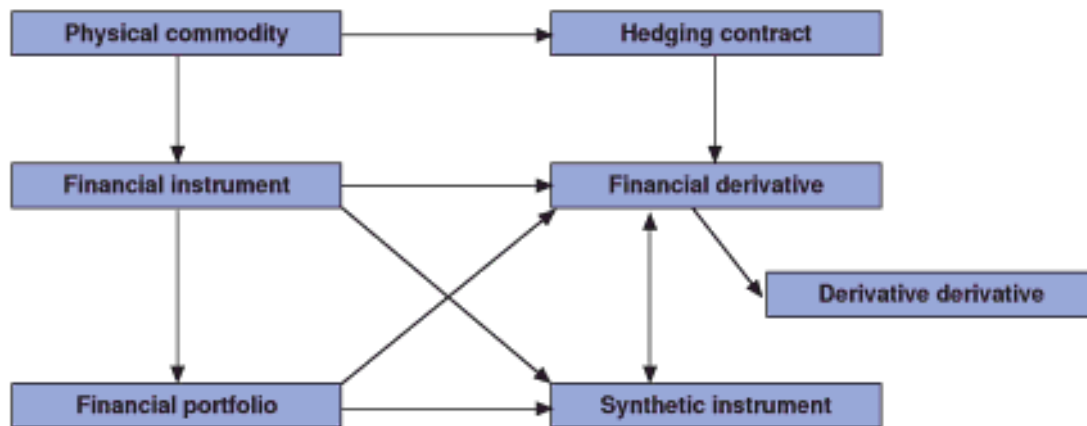 Physical commodity
Hedging contract
Financial instrument
Financial derivative
Derivative derivative
Financial portfolio
Synthetic instrument